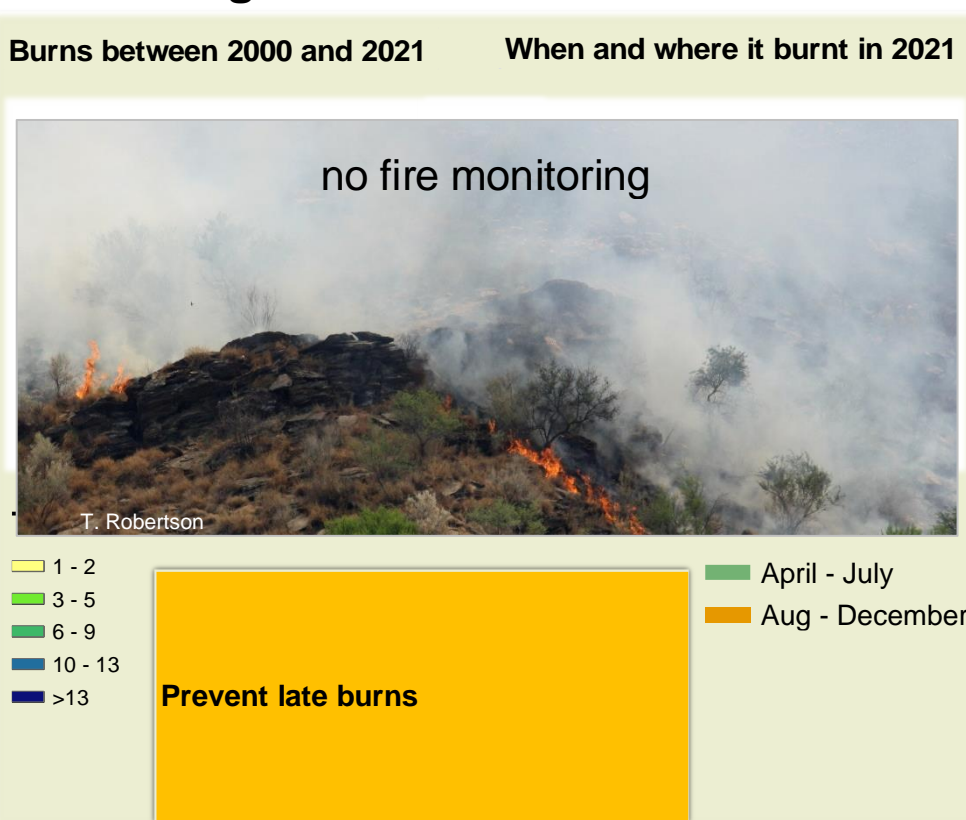 Burns between 2000 and 2021
When and where it burnt in 2021
no fire monitoring
T. Robertson
1 - 2
3 - 5
6 - 9
10 - 13
>13
April - July
Aug - December
Prevent late burns